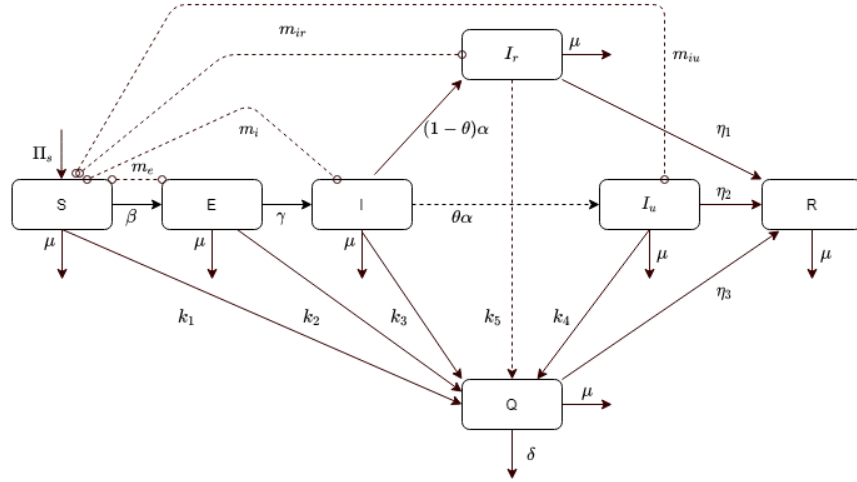 m_{ir}
I_r
μ
m_{iu}
(1 − θ)α
η_1
Π_s
m_i
m_e
S
β
E
γ
I
θα
I_u
η_2
R
μ
μ
μ
μ
μ
η_3
k_1
k_2
k_3
k_5
k_4
Q
μ
δ